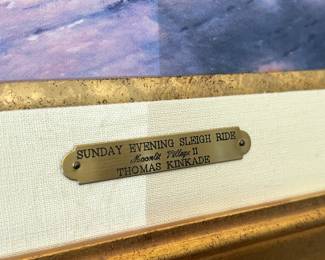 SUNDAY EVENING SLEIGH RIDE
Moonlit Village II
THOMAS KINKADE